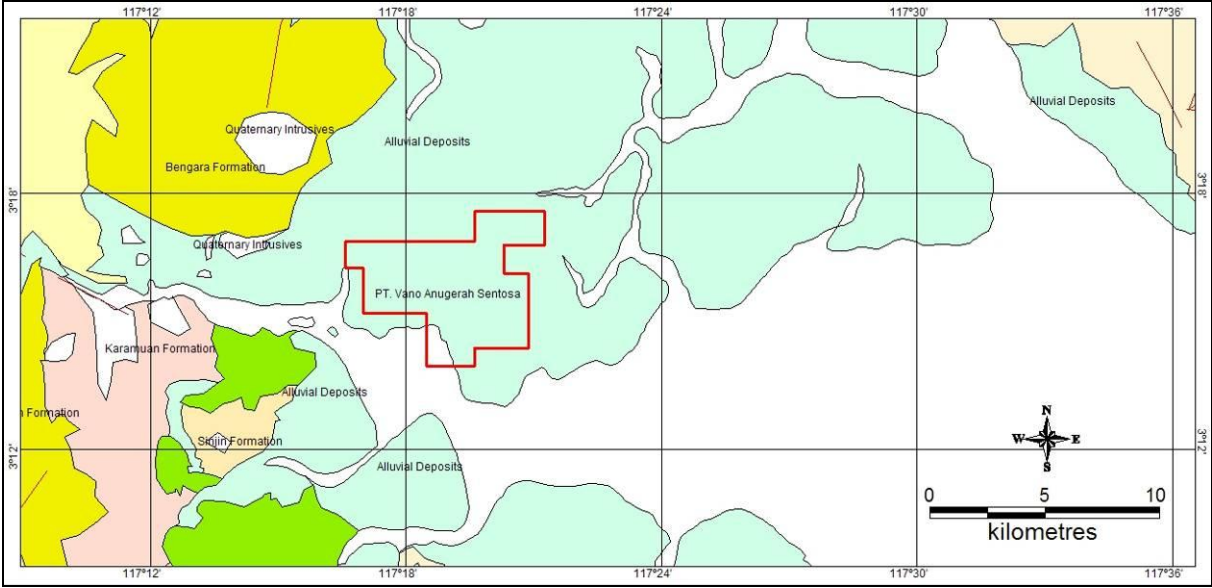 117°12' 117°18' 117°24' 117°30' 117°36'
Alluvial Deposits
Quaternary Intrusives
Alluvial Deposits
Bengara Formation
3°18' 3°18'
Quaternary Intrusives
PT. Vano Anugerah Sentosa
Karamuan Formation
Alluvial Deposits
n Formation
Sinjin Formation
N
W E
S
3°12' 3°12'
Alluvial Deposits
0 5 10
kilometres
117°12' 117°18' 117°24' 117°30' 117°36'